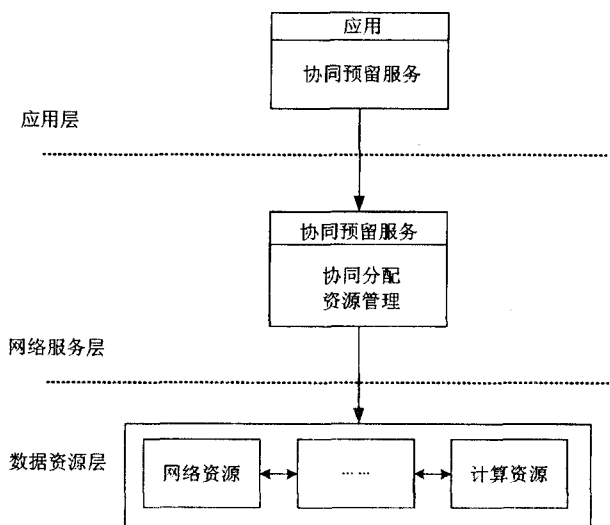 应用
协同预留服务
应用层
协同预留服务
协同分配
资源管理
网络服务层
数据资源层
网络资源
……
计算资源